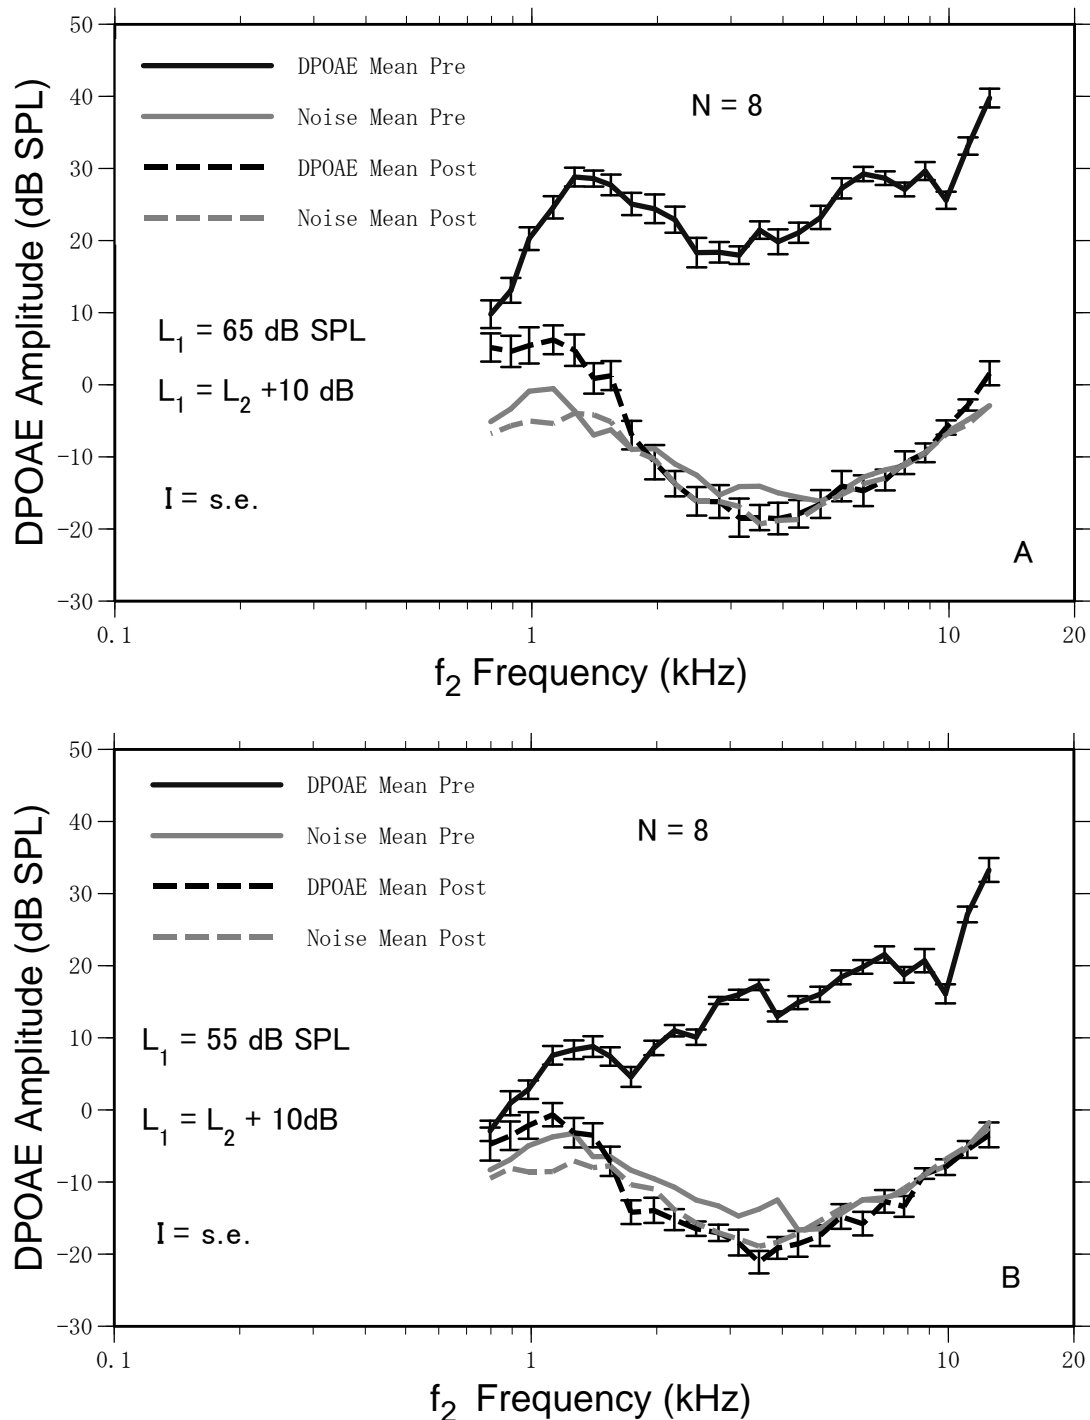 50
40
30
20
10
0
-10
-20
-30
DPOAE Amplitude (dB SPL)
DPOAE Mean Pre
Noise Mean Pre
DPOAE Mean Post
Noise Mean Post
N = 8
L1 = 65 dB SPL
L1 = L2 +10 dB
I = s.e.
A
0.1
1
10
20
f2 Frequency (kHz)
50
40
30
20
10
0
-10
-20
-30
DPOAE Amplitude (dB SPL)
DPOAE Mean Pre
Noise Mean Pre
DPOAE Mean Post
Noise Mean Post
N = 8
L1 = 55 dB SPL
L1 = L2 + 10dB
I = s.e.
B
0.1
1
10
20
f2 Frequency (kHz)